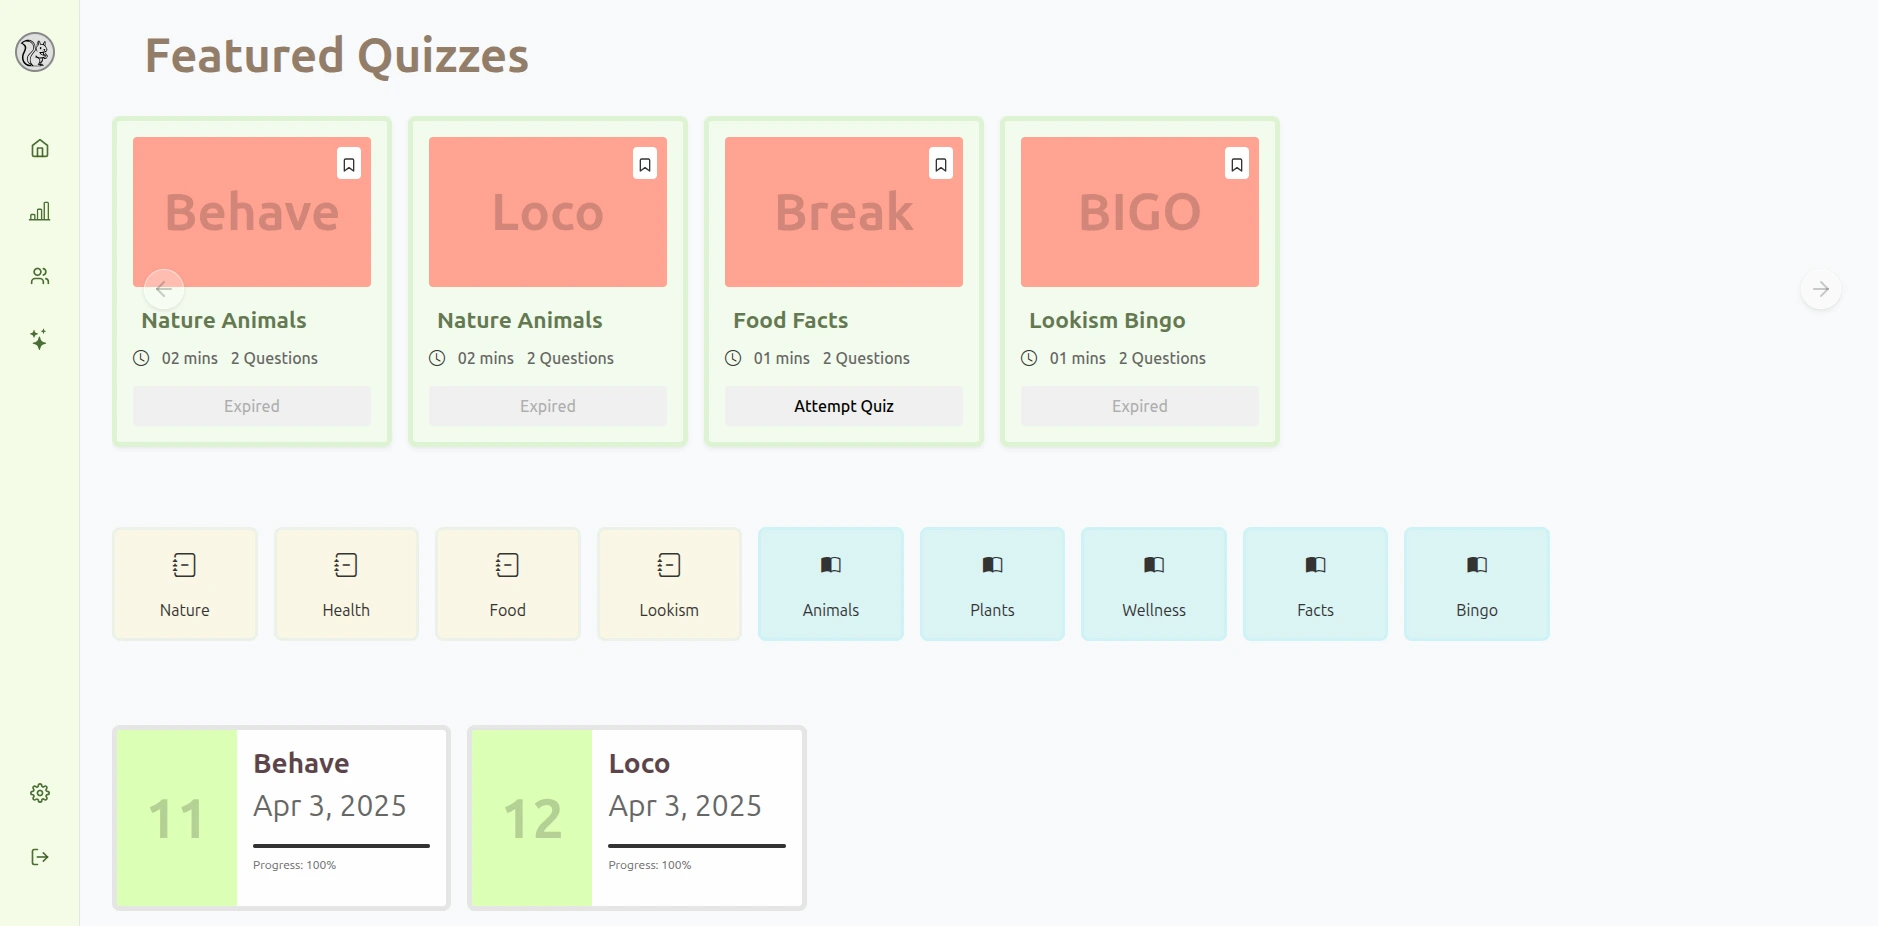 Featured Quizzes
Behave
Loco
Break
BIGO
Nature Animals
Nature Animals
Food Facts
Lookism Bingo
02 mins 2 Questions
02 mins 2 Questions
01 mins 2 Questions
01 mins 2 Questions
Expired
Expired
Attempt Quiz
Expired
Nature
Health
Food
Lookism
Animals
Plants
Wellness
Facts
Bingo
11
Behave
Apr 3, 2025
Progress: 100%
12
Loco
Apr 3, 2025
Progress: 100%